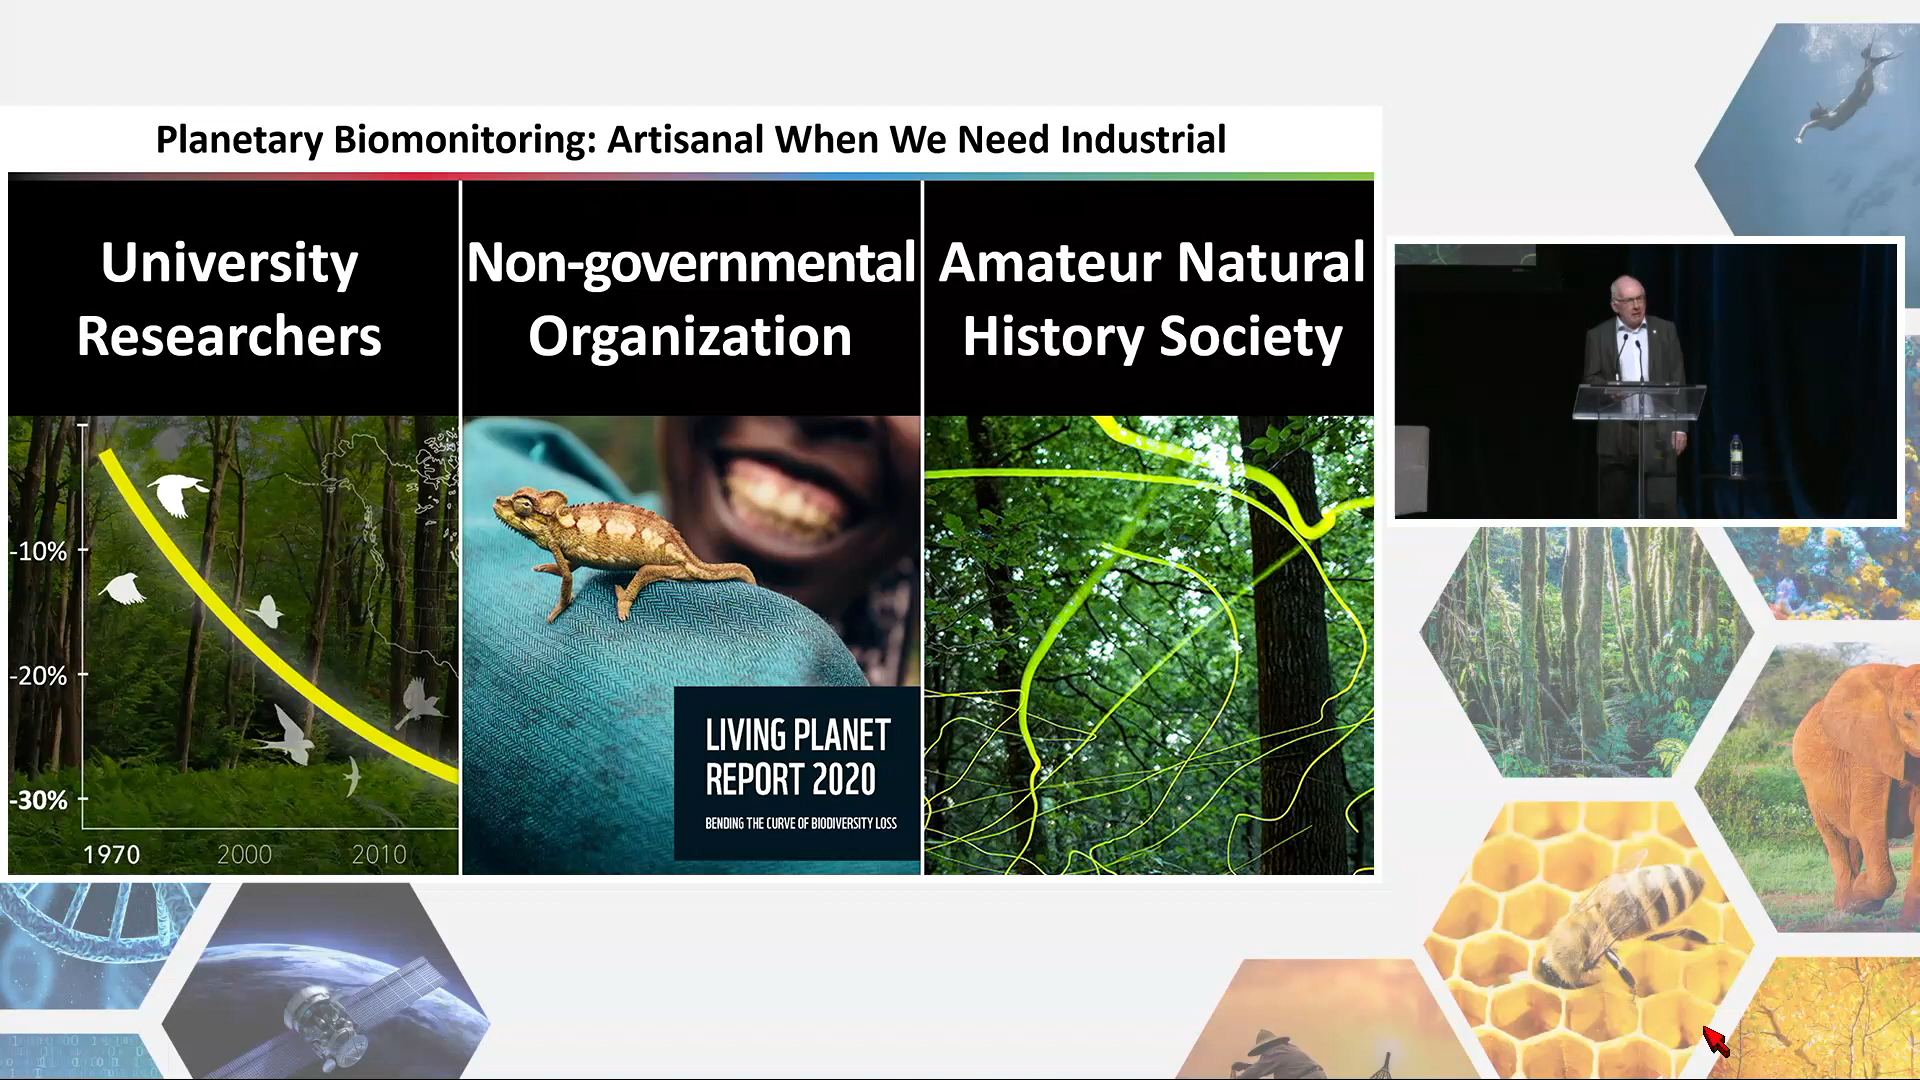 Planetary Biomonitoring: Artisanal When We Need Industrial
University
Researchers
Non-governmental
Organization
Amateur Natural
History Society
-10%
-20%
-30%
1970 2000 2010
LIVING PLANET
REPORT 2020
BENDING THE CURVE OF BIODIVERSITY LOSS